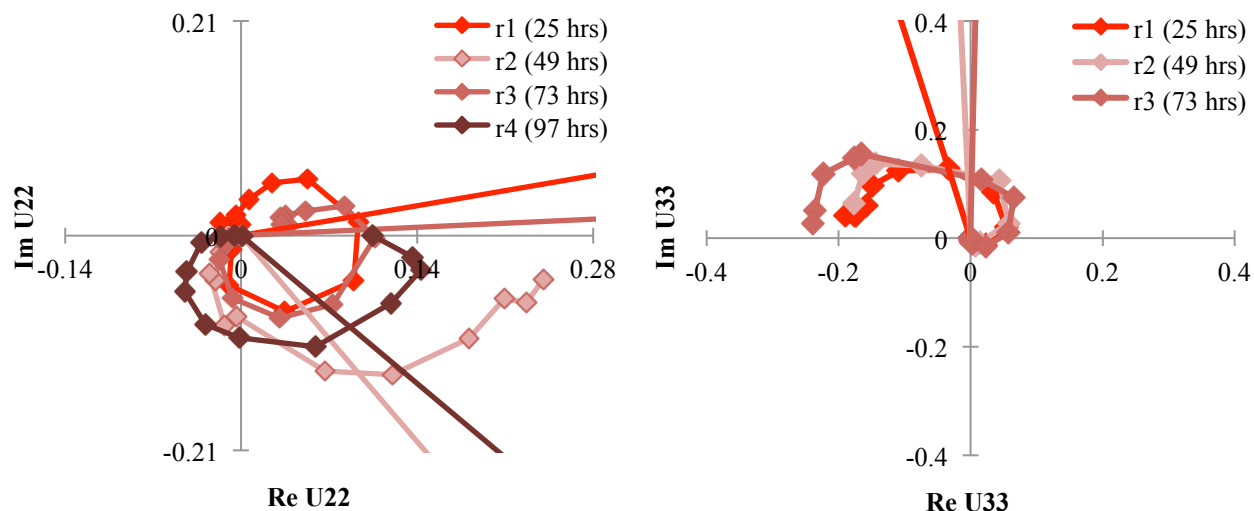 0.21
r1 (25 hrs)
r2 (49 hrs)
r3 (73 hrs)
r4 (97 hrs)
Im U22
0
-0.14
0
0.14
0.28
-0.21
Re U22
0.4
r1 (25 hrs)
r2 (49 hrs)
r3 (73 hrs)
0.2
Im U33
0
-0.4
-0.2
0
0.2
0.4
-0.2
-0.4
Re U33